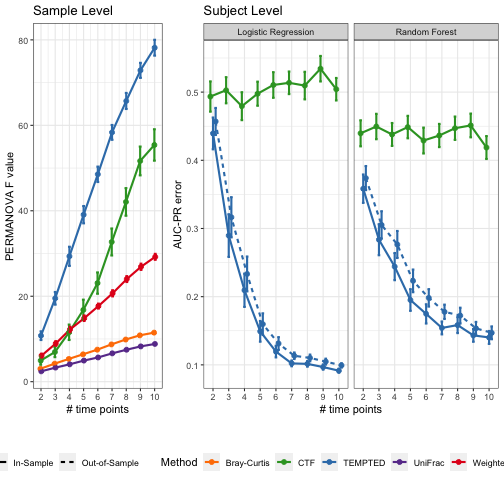 Sample Level
Subject Level
Logistic Regression
Random Forest
PERMANOVA F value
0
20
40
60
80
2 3 4 5 6 7 8 9 10
# time points
AUC-PR error
0.1
0.2
0.3
0.4
0.5
2 3 4 5 6 7 8 9 10
2 3 4 5 6 7 8 9 10
# time points
In-Sample Out-of-Sample Method Bray-Curtis CTF TEMPTED UniFrac Weighte